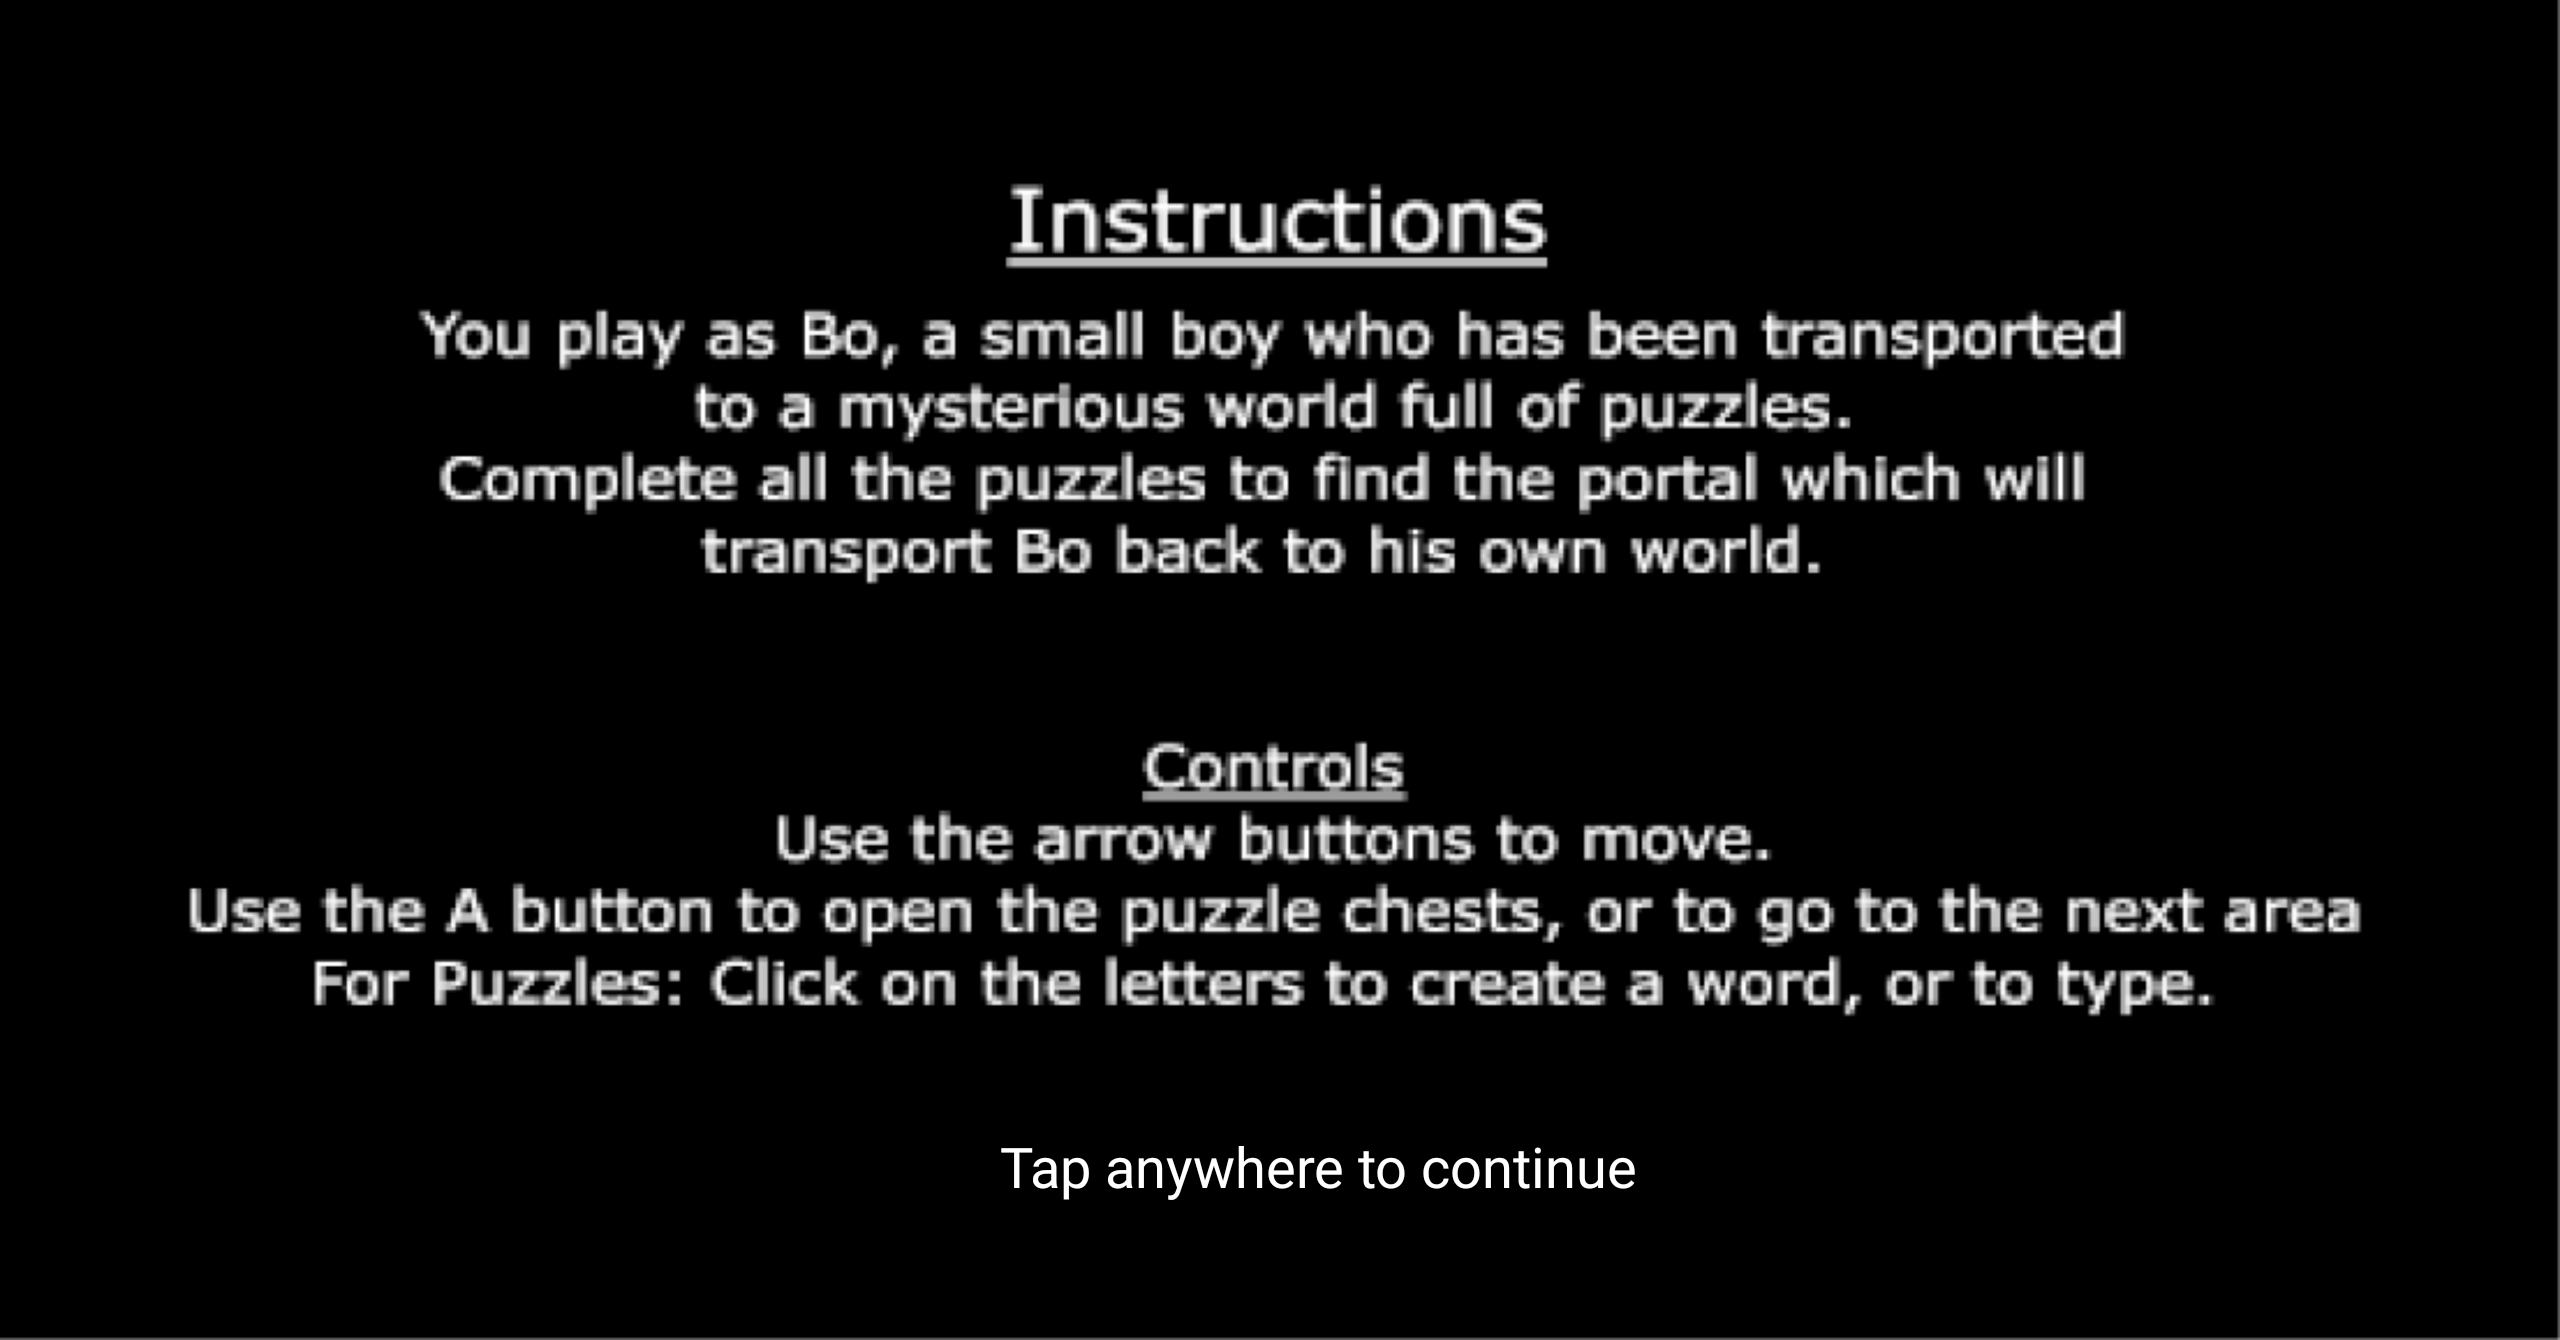 Instructions
You play as Bo, a small boy who has been transported
to a mysterious world full of puzzles.
Complete all the puzzles to find the portal which will
transport Bo back to his own world.
Controls
Use the arrow buttons to move.
Use the A button to open the puzzle chests, or to go to the next area
For Puzzles: Click on the letters to create a word, or to type.
Tap anywhere to continue